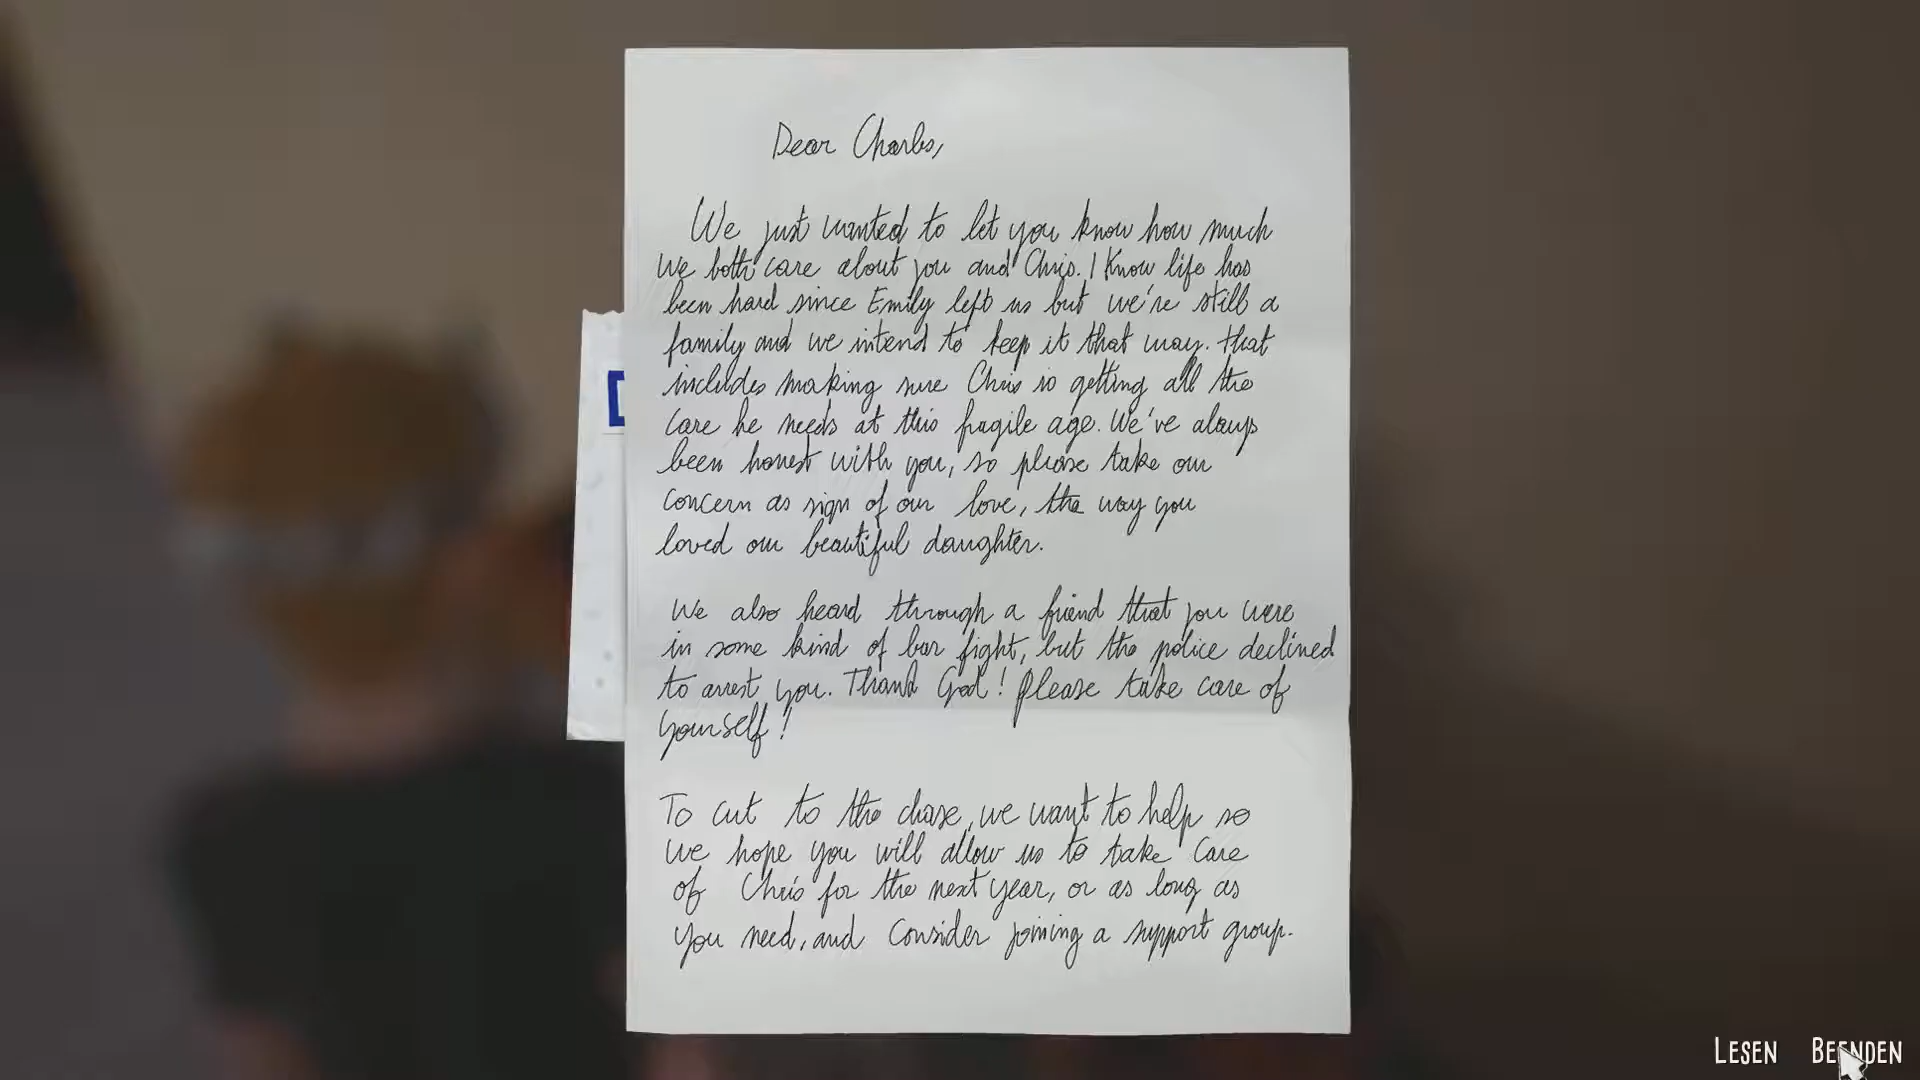 Dear Charles,
We just wanted to let you know how much
we both care about you and Chris. I know life has
been hard since Emily left us but we're still a
family and we intend to keep it that way. That
includes making sure Chris is getting all the
care he needs at this fragile age. We've always
been honest with you, so please take our
concern as sign of our love, the way you
loved our beautiful daughter.
We also heard through a friend that you were
in some kind of bar fight, but the police declined
to arrest you. Thank God! Please take care of
yourself!
To cut to the chase, we want to help so
we hope you will allow us to take care
of Chris for the next year, or as long as
you need, and consider joining a support group.
LESEN BEENDEN